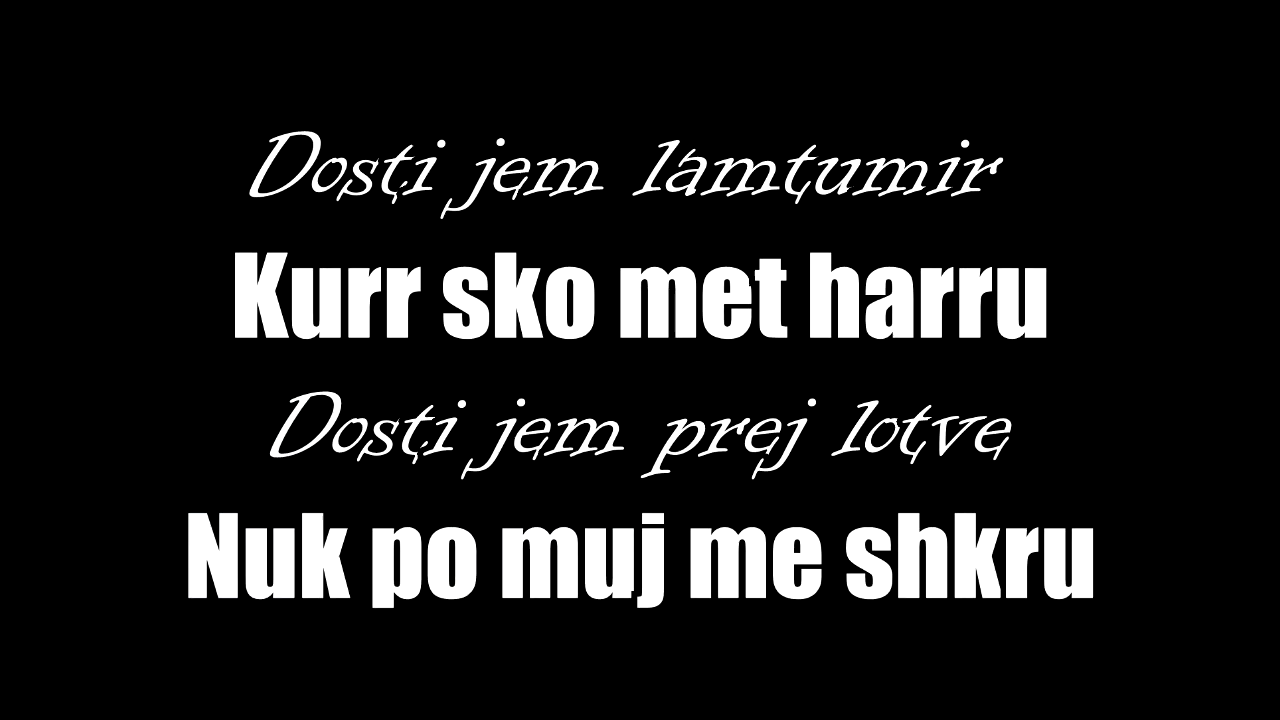 Dosti jem lamtumir
Kurr sko met harru
Dosti jem prej lotve
Nuk po muj me shkru